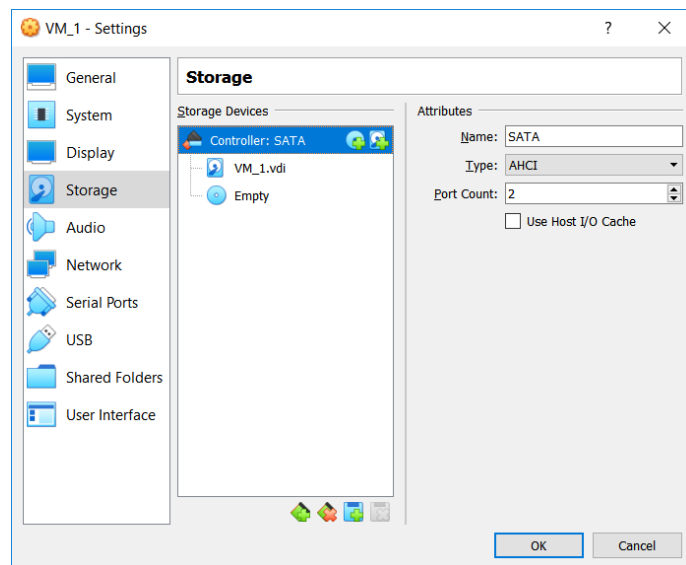 VM_1 - Settings
?
General
System
Display
Storage
Audio
Network
Serial Ports
USB
Shared Folders
User Interface
Storage
Storage Devices
Controller: SATA
VM_1.vdi
Empty
Attributes
Name: SATA
Type: AHCI
Port Count: 2
Use Host I/O Cache
OK
Cancel